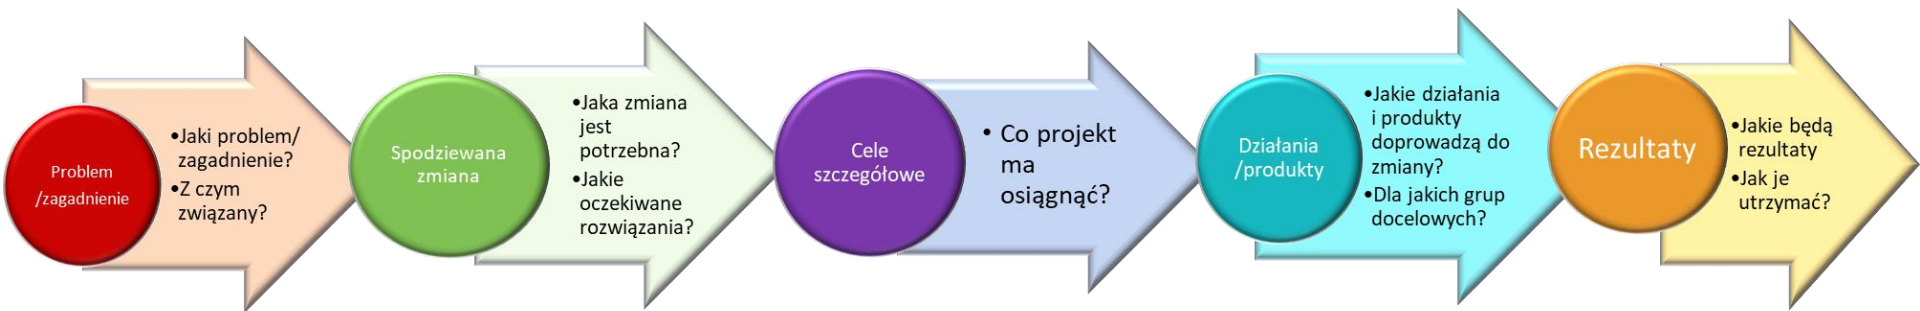 Problem
/zagadnienie
•Jaki problem/
zagadnienie?
•Z czym
związany?
Spodziewana
zmiana
•Jaka zmiana
jest
potrzebna?
•Jakie
oczekiwane
rozwiązania?
Cele
szczegółowe
• Co projekt
ma
osiągnąć?
Działania
/produkty
•Jakie działania
i produkty
doprowadzą do
zmiany?
•Dla jakich grup
docelowych?
Rezultaty
•Jakie będą
rezultaty
•Jak je
utrzymać?